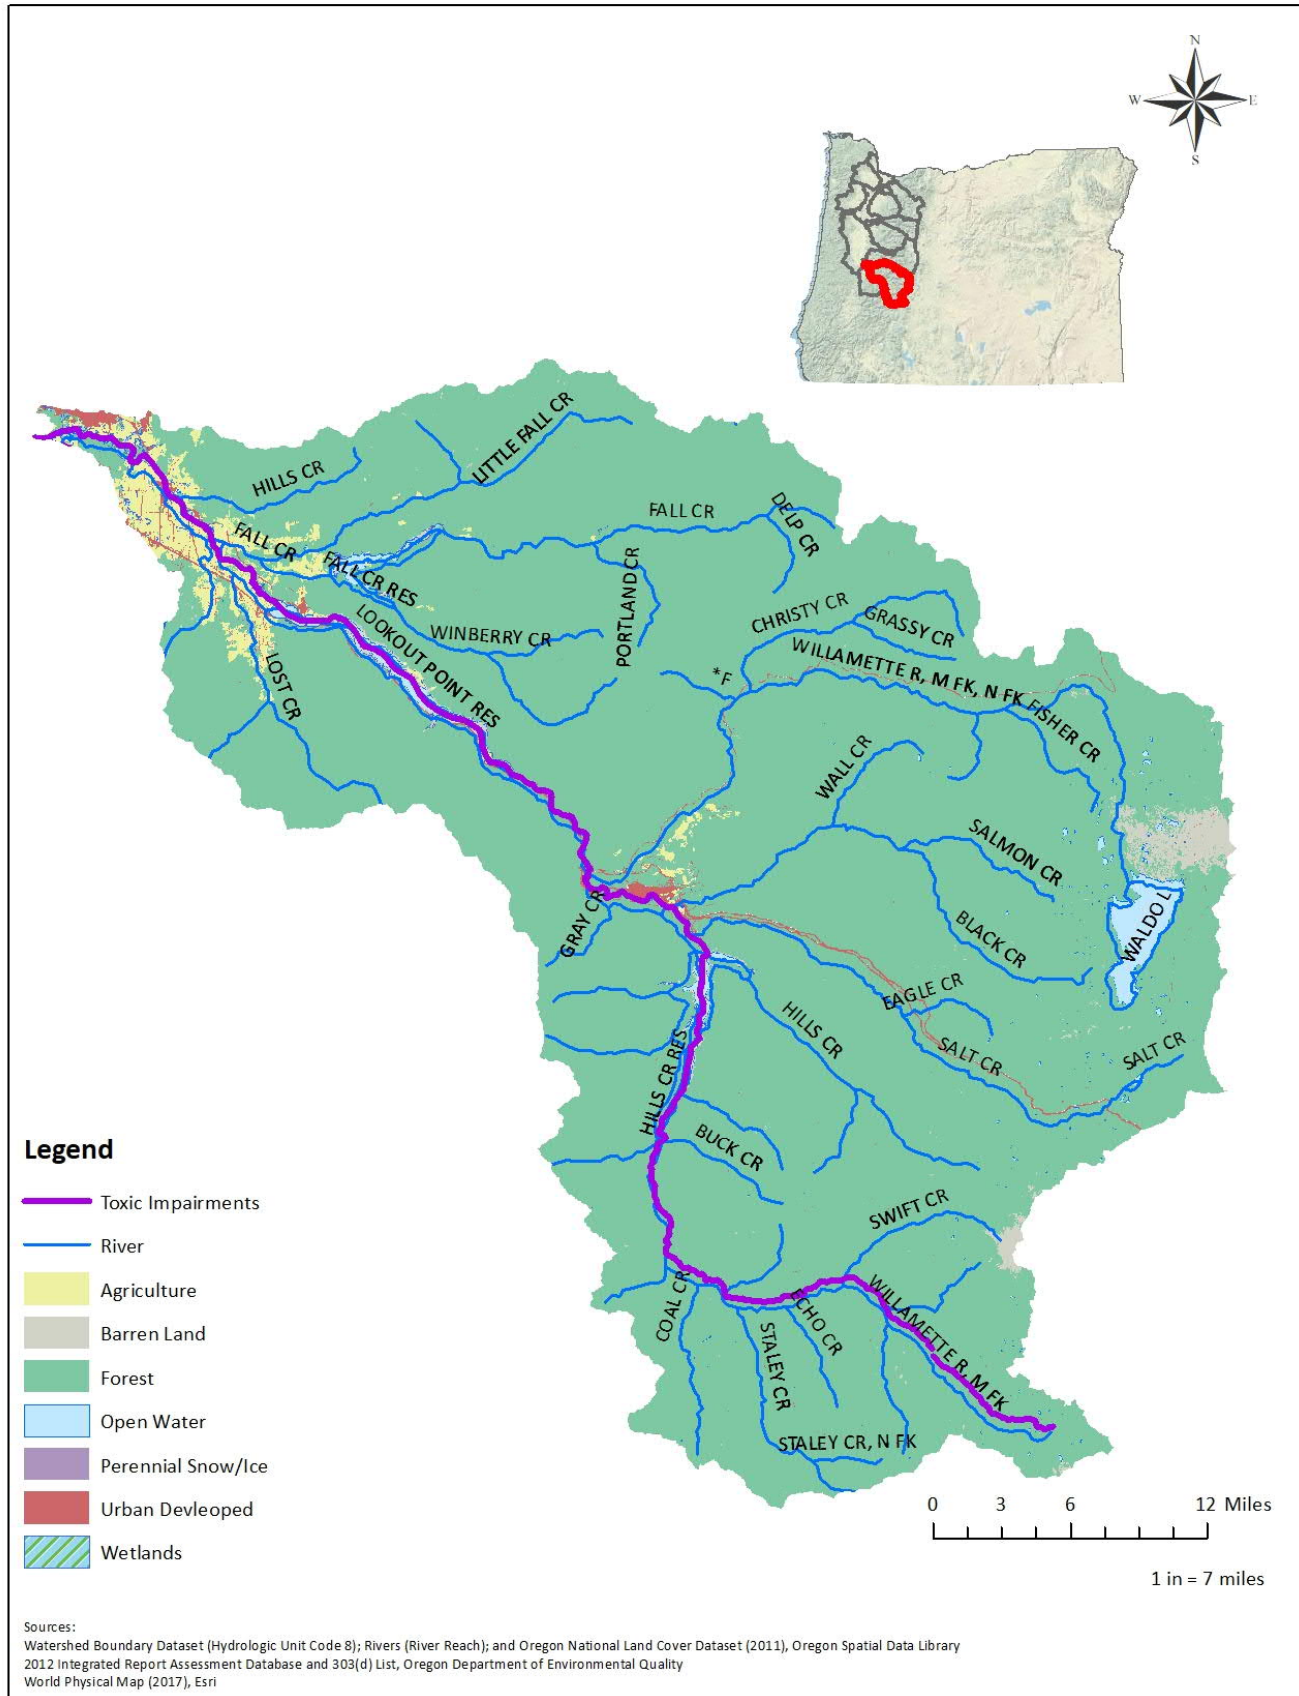 N
W
E
S
LITTLE FALL CR
HILLS CR
FALL CR
DELP CR
FALL CR
FALL CR RES
PORTLAND CR
CHRISTY CR
GRASSY CR
LOOKOUT POINT RES
WINBERRY CR
WILLAMETTE R, M FK, N FK
*F
LOST CR
FISHER CR
WALL CR
SALMON CR
GRAY CR
BLACK CR
WALDO L
EAGLE CR
HILLS CR
SALT CR
SALT CR
HILLS CR RES
BUCK CR
SWIFT CR
COAL CR
ECHO CR
WILLAMETTE R, M FK
STALEY CR
STALEY CR, N FK
Legend
Toxic Impairments
River
Agriculture
Barren Land
Forest
Open Water
Perennial Snow/Ice
Urban Devleoped
Wetlands
0 3 6 12 Miles
1 in = 7 miles
Sources:
Watershed Boundary Dataset (Hydrologic Unit Code 8); Rivers (River Reach); and Oregon National Land Cover Dataset (2011), Oregon Spatial Data Library
2012 Integrated Report Assessment Database and 303(d) List, Oregon Department of Environmental Quality
World Physical Map (2017), Esri